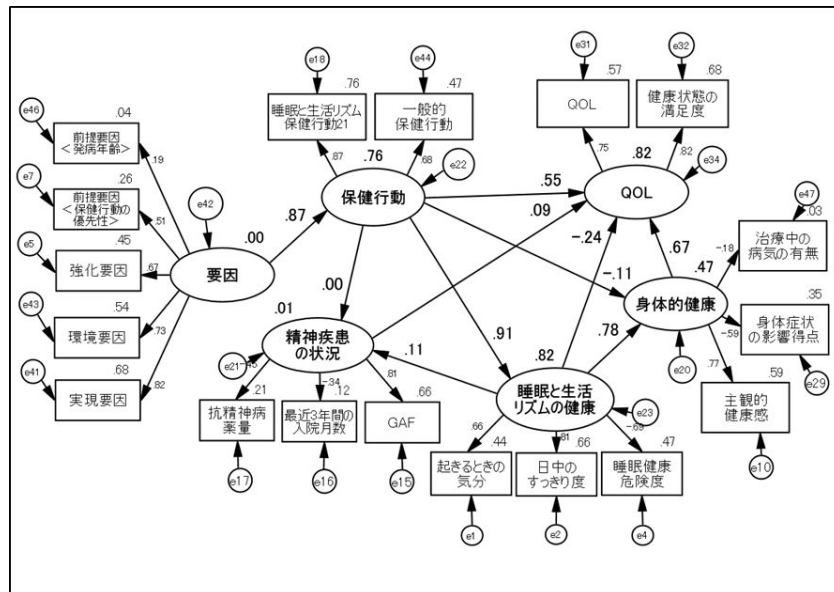 e18
e44
e31
e32
.76
.47
.57
.68
睡眠と生活リズム
保健行動21
一般的
保健行動
QOL
健康状態の
満足度
e46
.04
前提要因
<発病年齢>
.19
.87
.68
.75
.82
.76
e22
.82
e34
e7
.26
前提要因
<保健行動の
優先性>
.51
e42
保健行動
.55
QOL
.09
e47
.03
治療中の
病気の有無
-.18
e5
.45
強化要因
.67
.00
.87
要因
-.24
.67
.47
-.11
身体的健康
.35
身体症状
の影響得点
-.59
e29
e43
.54
環境要因
.73
.00
.01
精神疾患
の状況
.91
.78
e20
e41
.68
実現要因
.82
e21
-.45
.11
.82
睡眠と生活
リズムの健康
e23
.77
.59
主観的
健康感
e10
.21
抗精神病
薬量
-.34
.12
最近3年間の
入院月数
.81
.66
GAF
e17
e16
e15
.66
.44
起きるときの
気分
.81
.66
日中の
すっきり度
-.69
.47
睡眠健康
危険度
e1
e2
e4